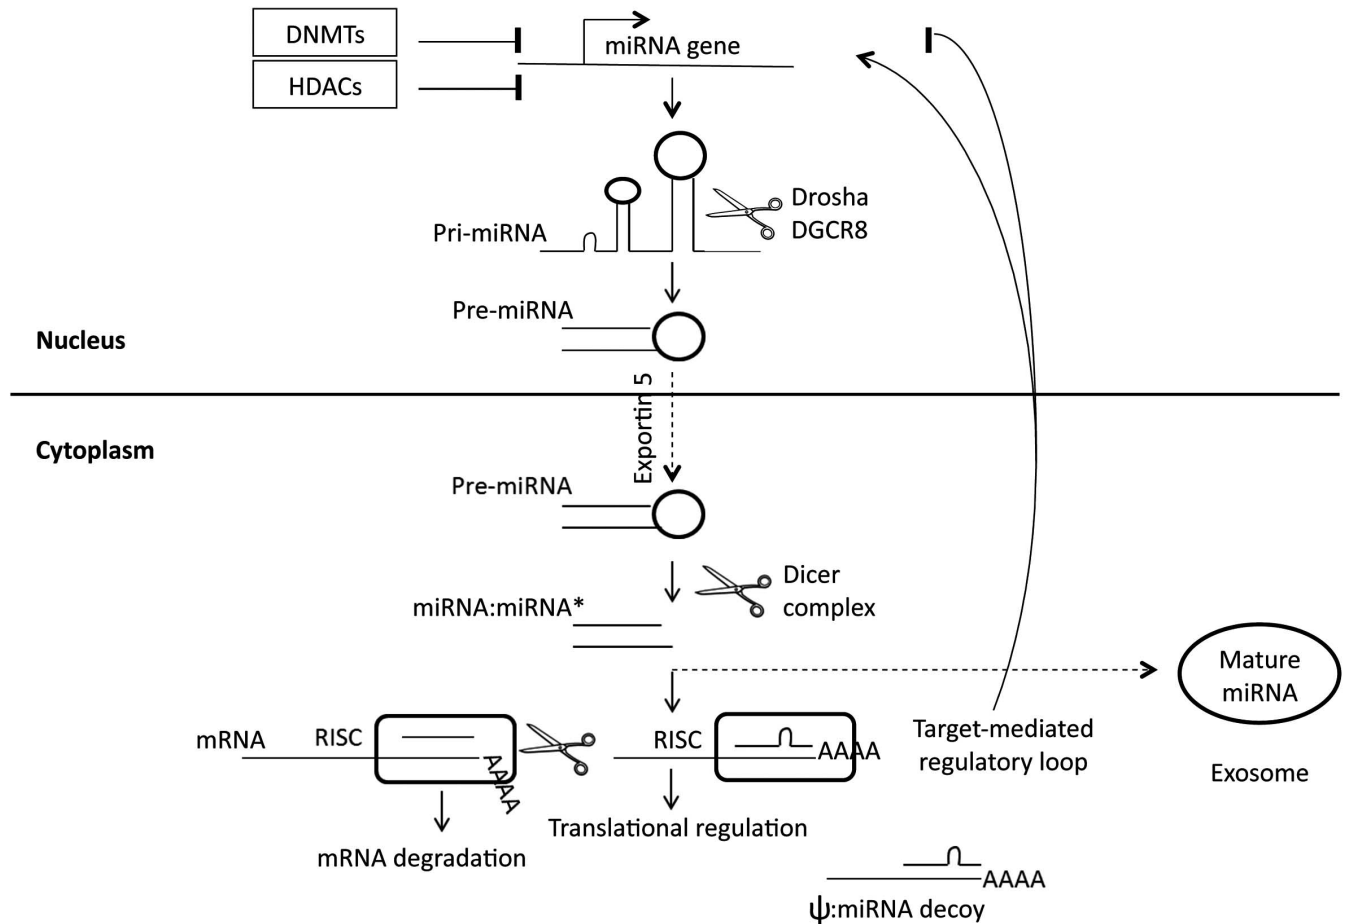 DNMTs
HDACs
miRNA gene
Drosha
DGCR8
Pri-miRNA
Pre-miRNA
Nucleus
Exportin 5
Cytoplasm
Pre-miRNA
Dicer
complex
miRNA:miRNA*
Mature
miRNA
mRNA
RISC
AAAA
RISC
AAAA
Target-mediated
regulatory loop
Exosome
Translational regulation
mRNA degradation
AAAA
ψ:miRNA decoy